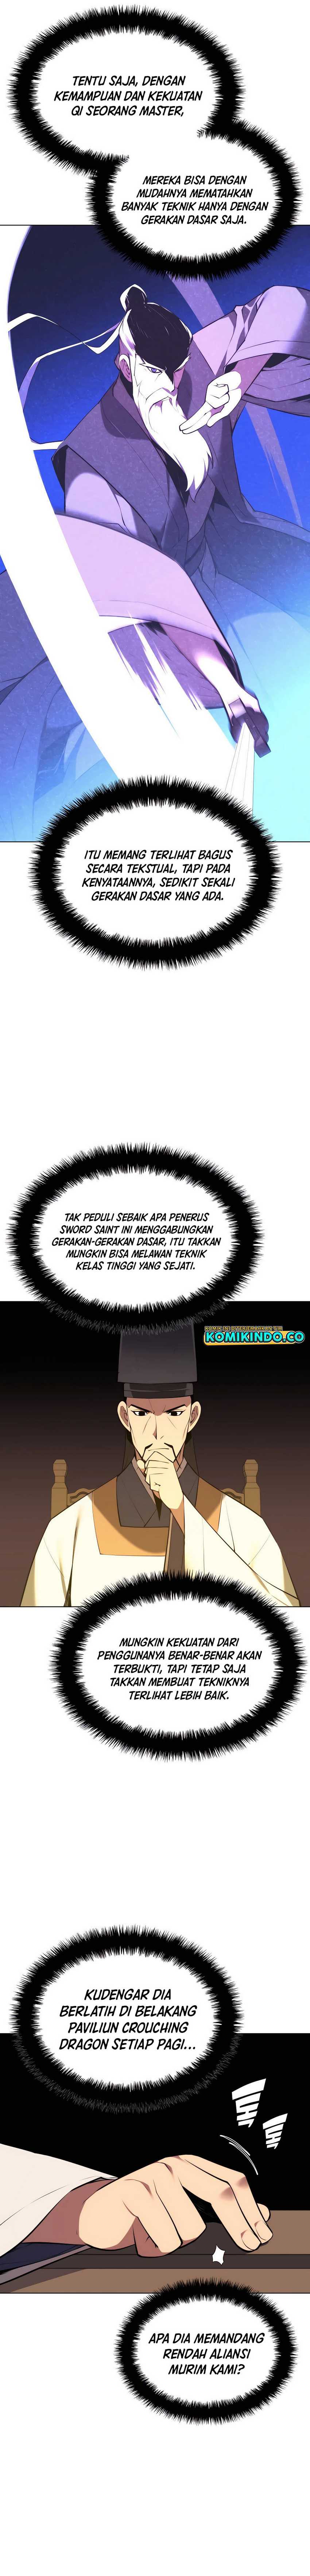 TENTU SAJA, DENGAN
KEMAMPUAN DAN KEKUATAN
QI SEORANG MASTER,
MEREKA BISA DENGAN
MUDAHNYA MEMATAHKAN
BANYAK TEKNIK HANYA DENGAN
GERAKAN DASAR SAJA.
ITU MEMANG TERLIHAT BAGUS
SECARA TEKSTUAL, TAPI PADA
KENYATAANNYA, SEDIKIT SEKALI
GERAKAN DASAR YANG ADA.
TAK PEDULI SEBAIK APA PENERUS
SWORD SAINT INI MENGGABUNGKAN
GERAKAN-GERAKAN DASAR, ITU TAKKAN
MUNGKIN BISA MELAWAN TEKNIK
KELAS TINGGI YANG SEJATI.
KOMIKINDO.CO
MUNGKIN KEKUATAN DARI
PENGGUNANYA BENAR-BENAR AKAN
TERBUKTI, TAPI TETAP SAJA
TAKKAN MEMBUAT TEKNIKNYA
TERLIHAT LEBIH BAIK.
KUDENGAR DIA
BERLATIH DI BELAKANG
PAVILIUN CROUCHING
DRAGON SETIAP PAGI...
APA DIA MEMANDANG
RENDAH ALIANSI
MURIM KAMI?